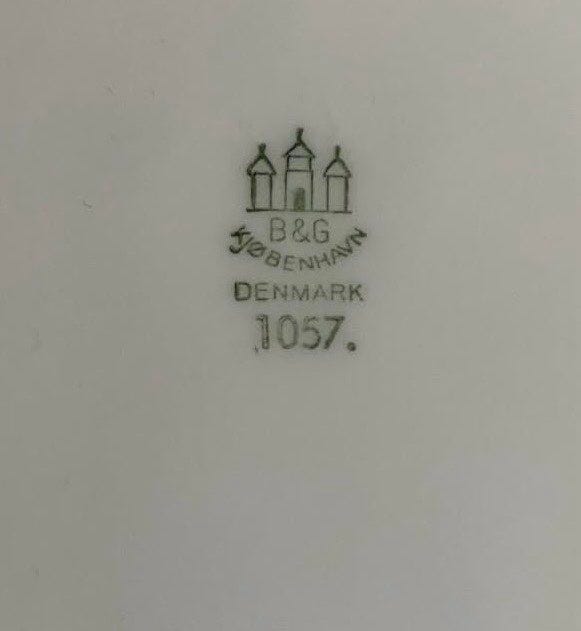 B&G
KJØBENHAVN
DENMARK
1057.